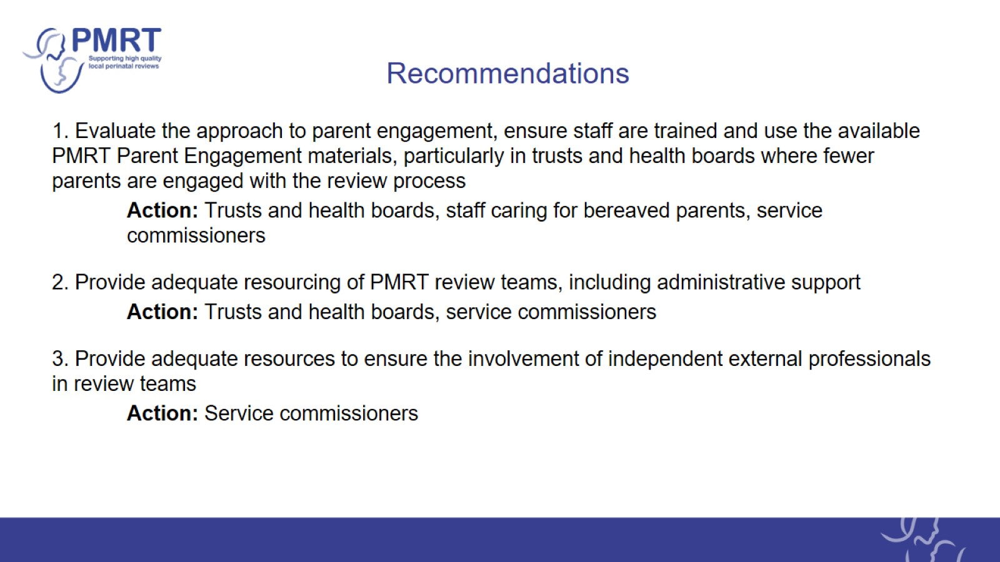 PMRT
Supporting high quality
local perinatal reviews
Recommendations
1. Evaluate the approach to parent engagement, ensure staff are trained and use the available
PMRT Parent Engagement materials, particularly in trusts and health boards where fewer
parents are engaged with the review process
Action: Trusts and health boards, staff caring for bereaved parents, service
commissioners
2. Provide adequate resourcing of PMRT review teams, including administrative support
Action: Trusts and health boards, service commissioners
3. Provide adequate resources to ensure the involvement of independent external professionals
in review teams
Action: Service commissioners